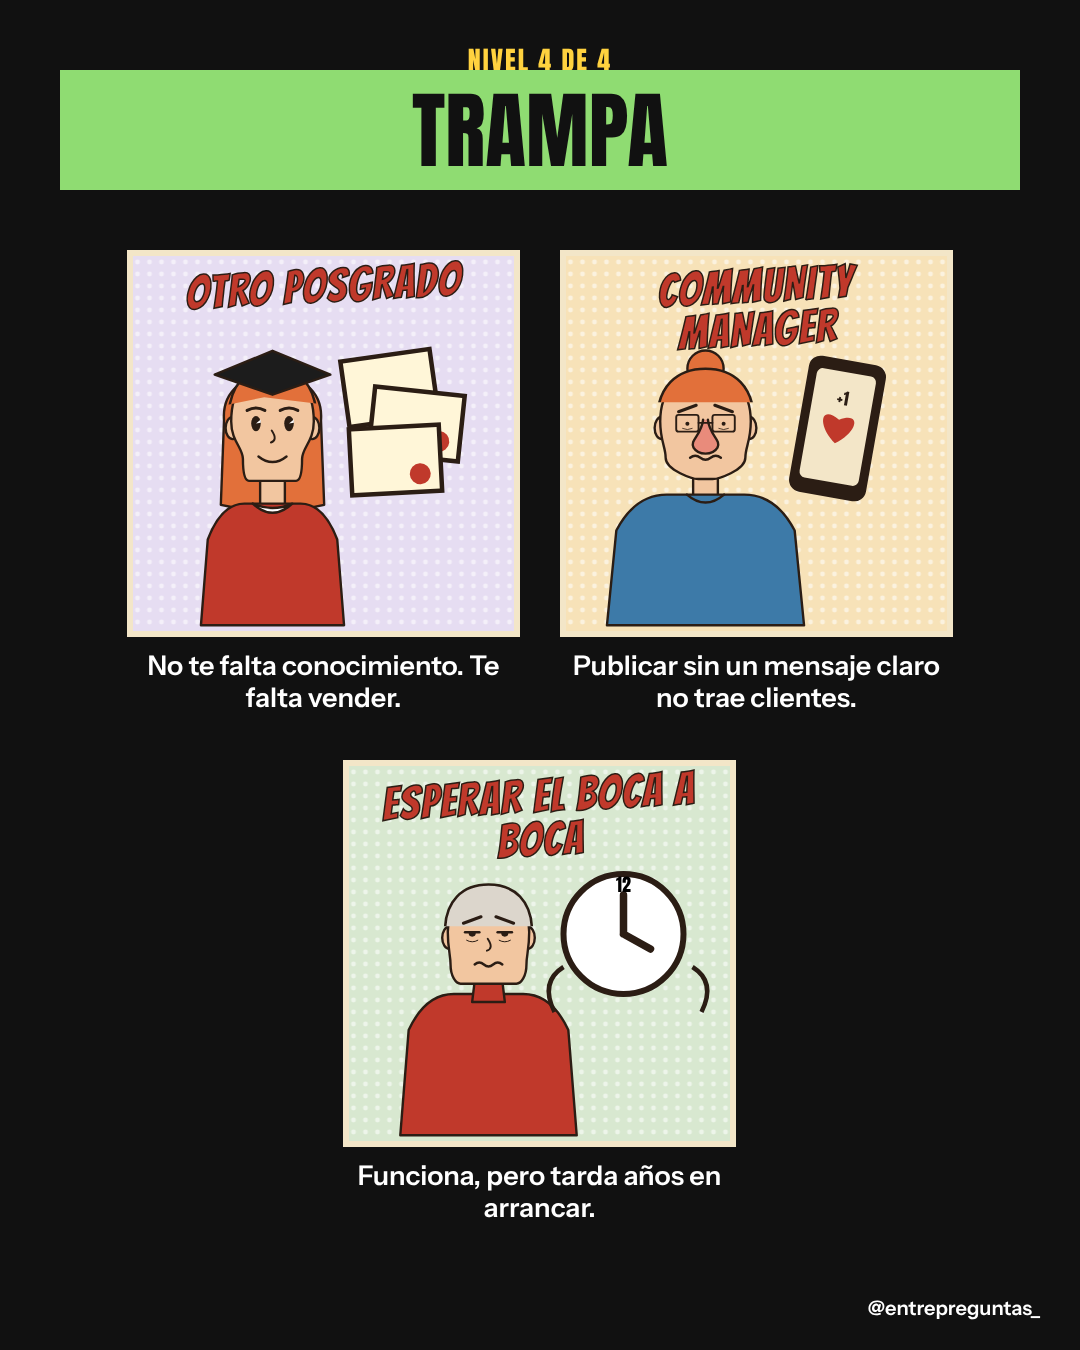 NIVEL 4 DE 4
TRAMPA
OTRO POSGRADO
No te falta conocimiento. Te
falta vender.
COMMUNITY
MANAGER
+1
Publicar sin un mensaje claro
no trae clientes.
ESPERAR EL BOCA A
BOCA
12
Funciona, pero tarda años en
arrancar.
@entrepreguntas_